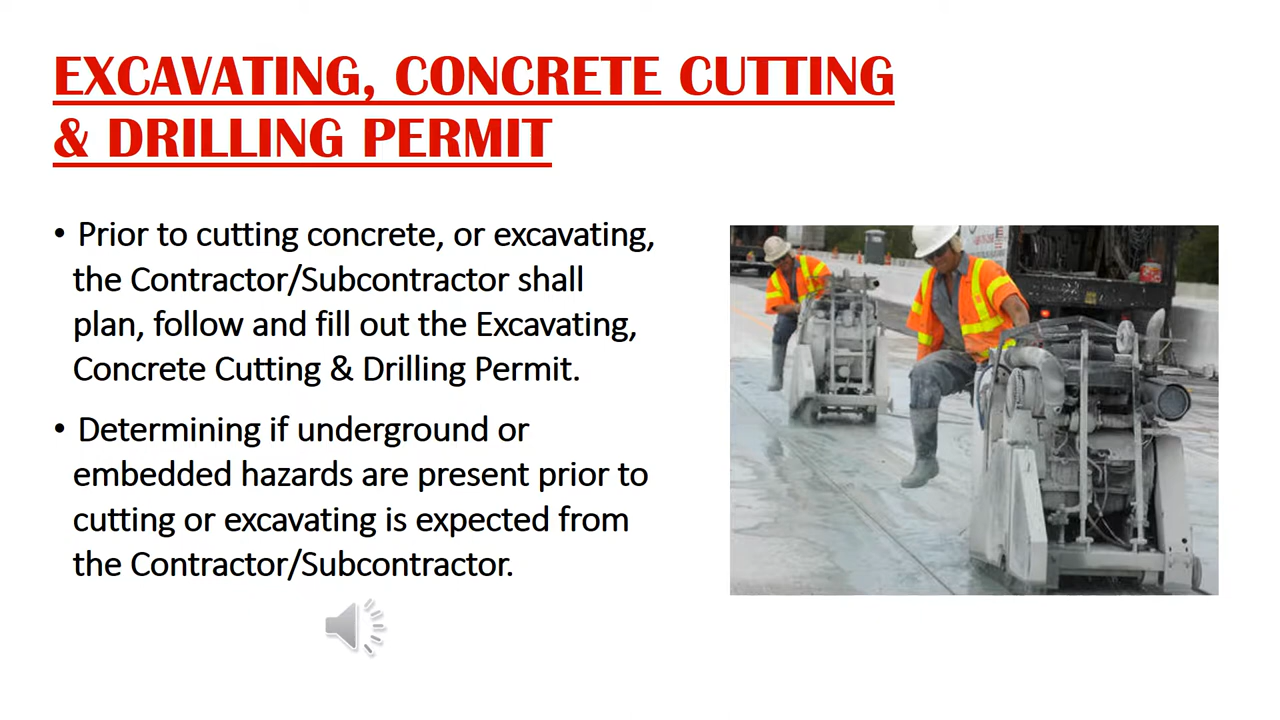 EXCAVATING, CONCRETE CUTTING
& DRILLING PERMIT
• Prior to cutting concrete, or excavating,
the Contractor/Subcontractor shall
plan, follow and fill out the Excavating,
Concrete Cutting & Drilling Permit.
• Determining if underground or
embedded hazards are present prior to
cutting or excavating is expected from
the Contractor/Subcontractor.